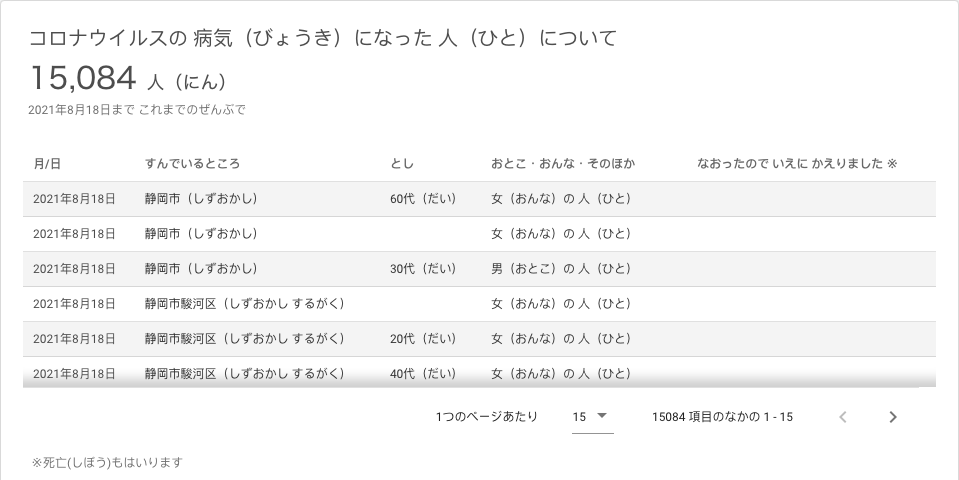 コロナウイルスの 病気（びょうき）になった 人（ひと）について
15,084 人（にん）
2021年8月18日まで これまでのぜんぶで
月/日 すんでいるところ とし おとこ・おんな・そのほか なおったので いえに かえりました ※
2021年8月18日 静岡市（しずおかし） 60代（だい） 女（おんな）の 人（ひと）
2021年8月18日 静岡市（しずおかし） 女（おんな）の 人（ひと）
2021年8月18日 静岡市（しずおかし） 30代（だい） 男（おとこ）の 人（ひと）
2021年8月18日 静岡市駿河区（しずおかし するがく） 女（おんな）の 人（ひと）
2021年8月18日 静岡市駿河区（しずおかし するがく） 20代（だい） 女（おんな）の 人（ひと）
2021年8月18日 静岡市駿河区（しずおかし するがく） 40代（だい） 女（おんな）の 人（ひと）
1つのページあたり 15 15084 項目のなかの 1 - 15
※死亡(しぼう)もはいります